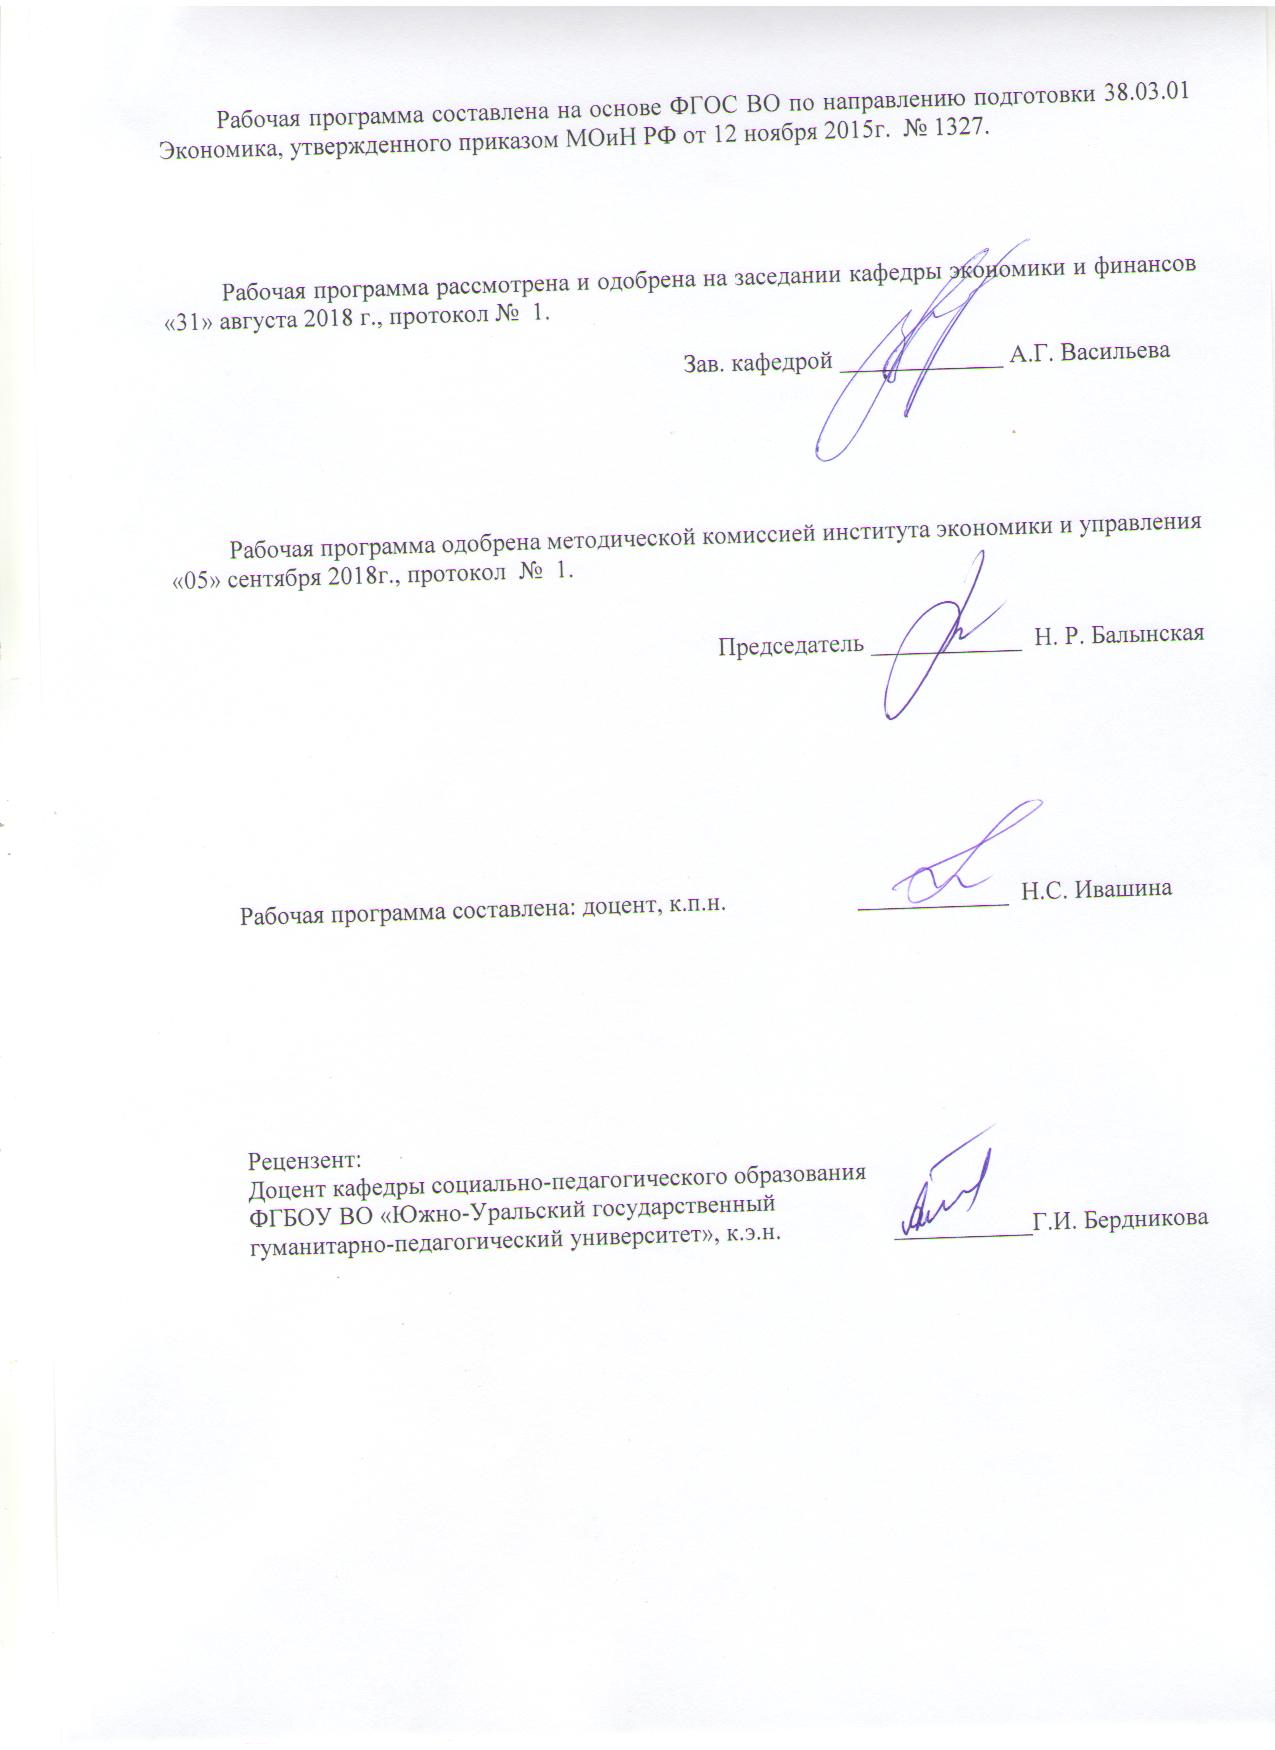 Рабочая программа составлена на основе ФГОС ВО по направлению подготовки 38.03.01
Экономика, утвержденного приказом МОиН РФ от 12 ноября 2015г. № 1327.
Рабочая программа рассмотрена и одобрена на заседании кафедры экономики и финансов
«31» августа 2018 г., протокол № 1.
Зав. кафедрой _____________ А.Г. Васильева
Рабочая программа одобрена методической комиссией института экономики и управления
«05» сентября 2018г., протокол № 1.
Председатель ____________ Н. Р. Балынская
Рабочая программа составлена: доцент, к.п.н. ____________ Н.С. Ивашина
Рецензент:
Доцент кафедры социально-педагогического образования
ФГБОУ ВО «Южно-Уральский государственный
гуманитарно-педагогический университет», к.э.н. ___________Г.И. Бердникова